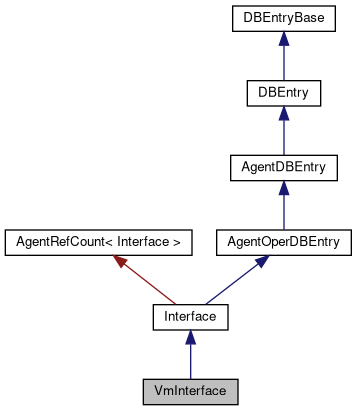 DBEntryBase
DBEntry
AgentDBEntry
AgentRefCount< Interface >
AgentOperDBEntry
Interface
VmInterface